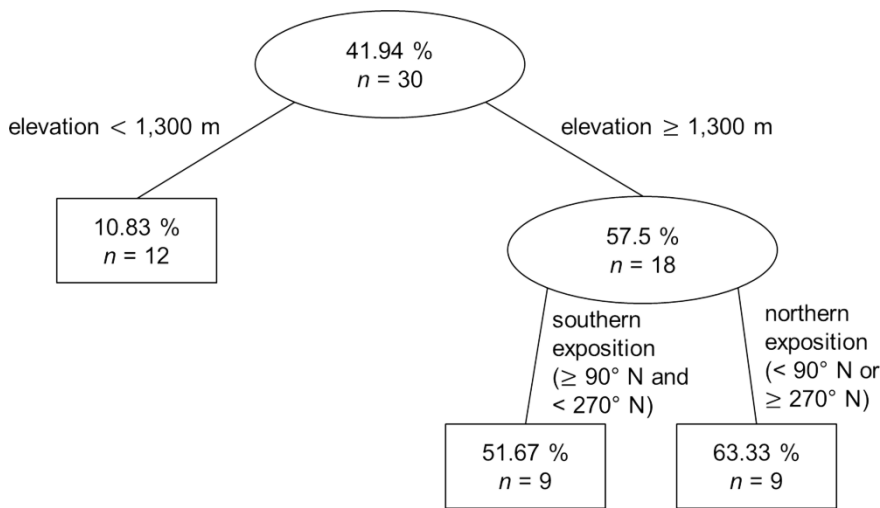 41.94 %
n = 30
elevation < 1,300 m
elevation ≥ 1,300 m
10.83 %
n = 12
57.5 %
n = 18
southern
exposition
(≥ 90° N and
< 270° N)
northern
exposition
(< 90° N or
≥ 270° N)
51.67 %
n = 9
63.33 %
n = 9